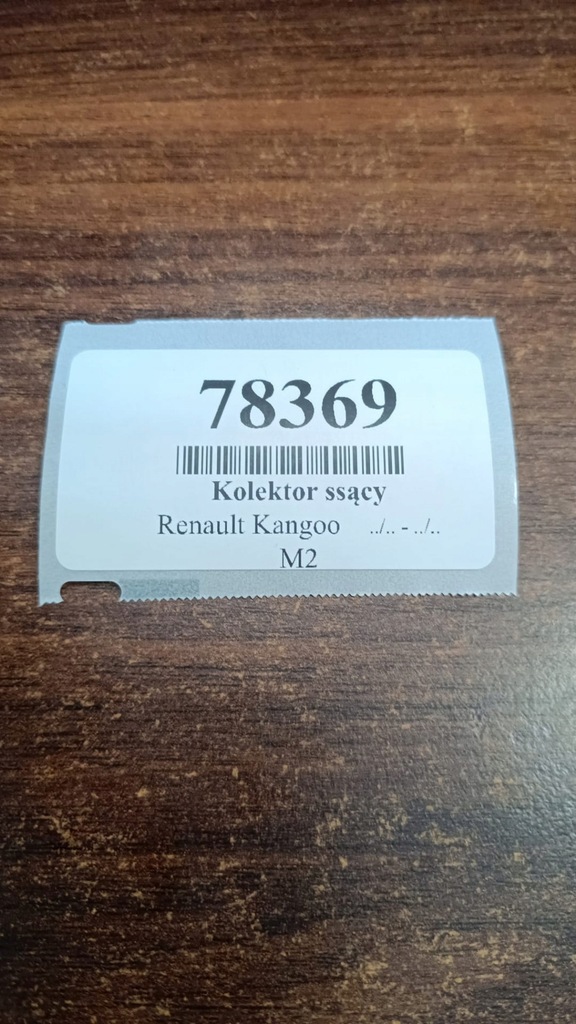 78369
Kolektor ssący
Renault Kangoo ../.. - ../..
M2